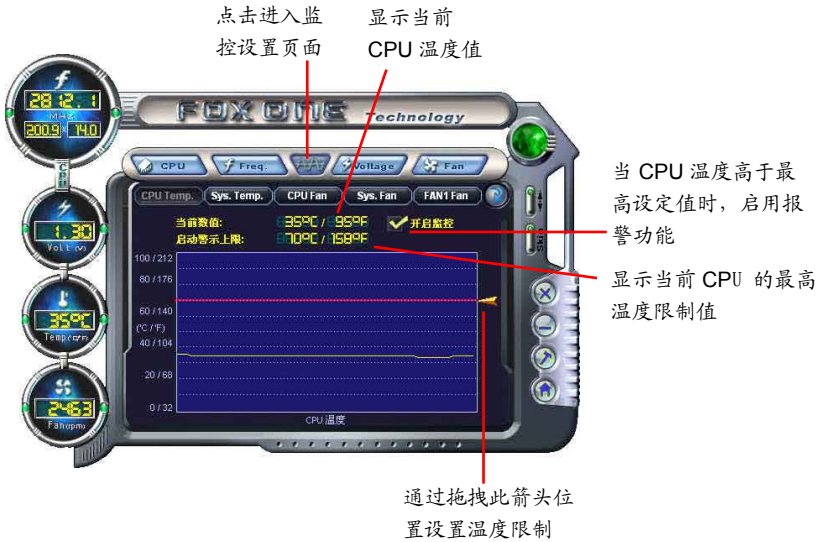 点击进入监
控设置页面
显示当前
CPU 温度值
2812.1
MHZ
200.9 × 14.0
CPU
FOX ONE Technology
CPU Freq. Voltage Fan
CPU Temp. Sys. Temp. CPU Fan Sys. Fan FAN1 Fan ?
当前数值: 35℃ / 95℉ 开启监控
启动警示上限: 70℃ / 158℉
100 / 212
80 / 176
60 / 140
(℃ / ℉)
40 / 104
20 / 68
0 / 32
CPU 温度
1.30
Volt (v)
35℃
Temp(℃/℉)
2463
Fan(rpm)
Skin
当 CPU 温度高于最
高设定值时，启用报
警功能
显示当前 CPU 的最高
温度限制值
通过拖拽此箭头位
置设置温度限制